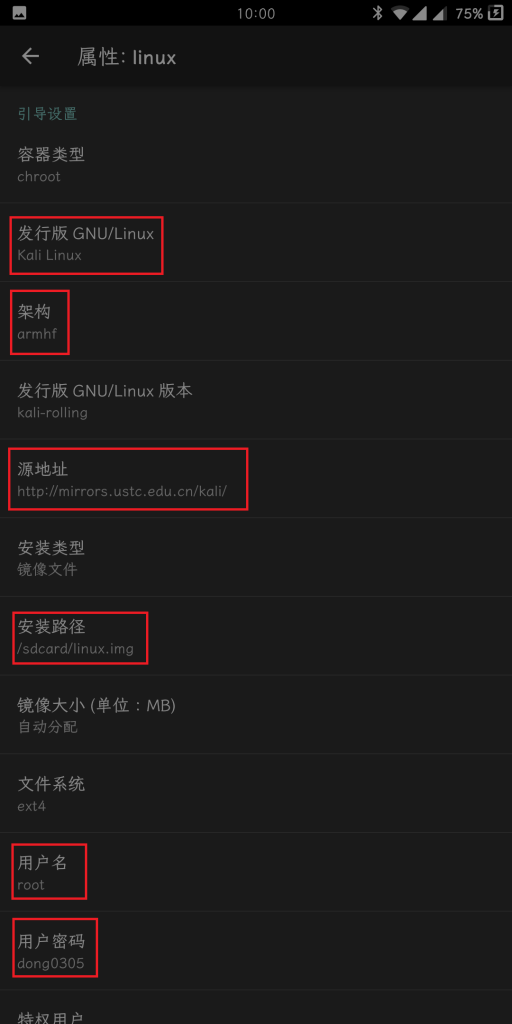 10:00
75%
属性: linux
引导设置
容器类型
chroot
发行版 GNU/Linux
Kali Linux
架构
armhf
发行版 GNU/Linux 版本
kali-rolling
源地址
http://mirrors.ustc.edu.cn/kali/
安装类型
镜像文件
安装路径
/sdcard/linux.img
镜像大小 (单位：MB)
自动分配
文件系统
ext4
用户名
root
用户密码
dong0305
特权用户